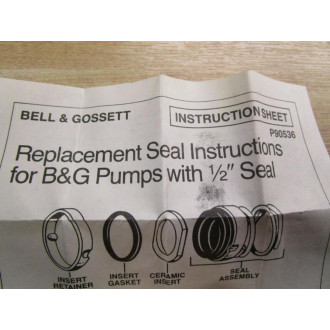 BELL & GOSSETT
INSTRUCTION SHEET
P90536
Replacement Seal Instructions
for B&G Pumps with 1/2" Seal
INSERT
RETAINER
INSERT
GASKET
CERAMIC
INSERT
SEAL
ASSEMBLY